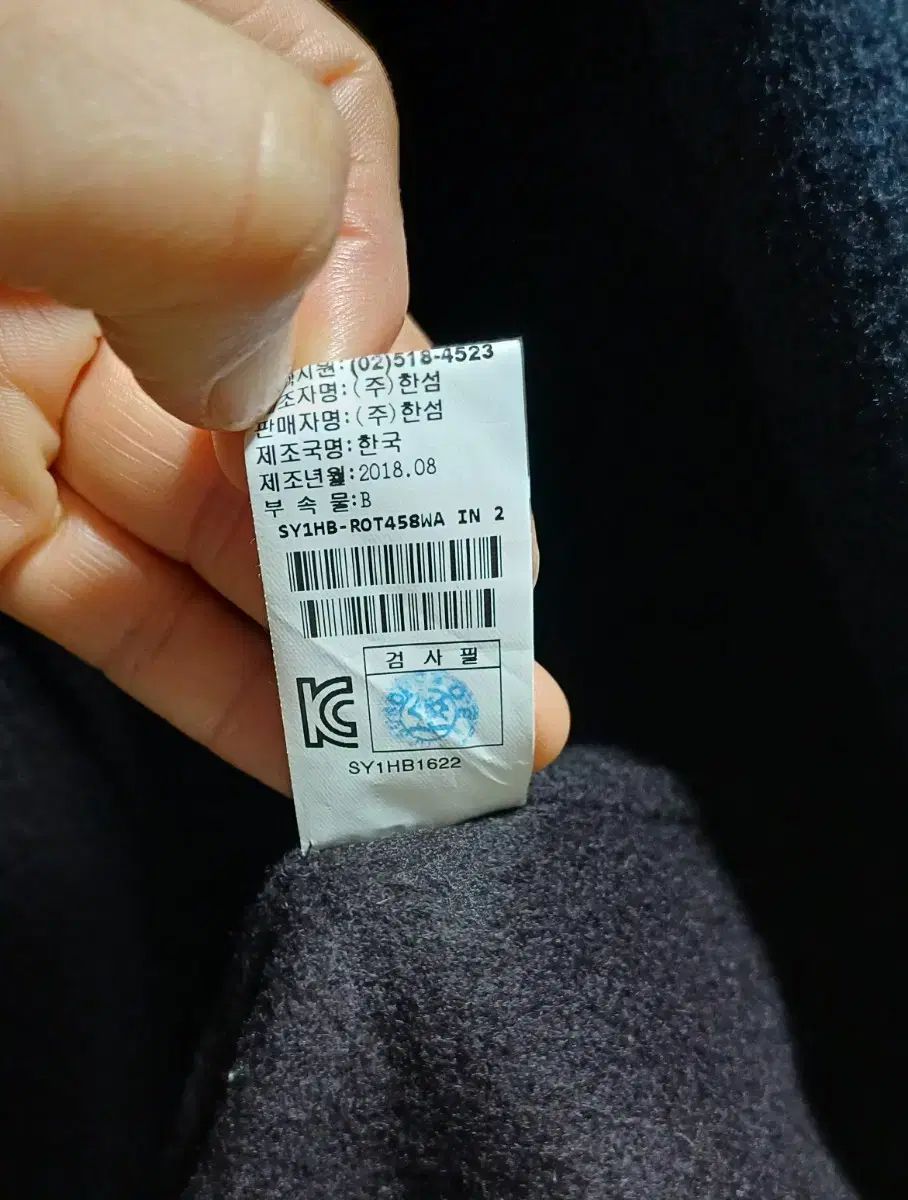 (02)518-4523
조자명:(주)한섬
판매자명:(주)한섬
제조국명:한국
제조년월:2018.08
부 속 물:B
SY1HB-ROT458WA IN 2
검 사 필
KC
SY1HB1622